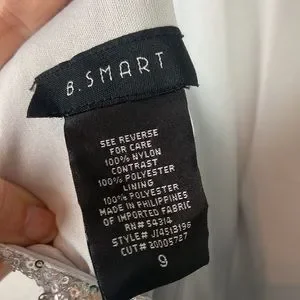 B.SMART
SEE REVERSE
FOR CARE
100% NYLON
CONTRAST
100% POLYESTER
LINING
100% POLYESTER
MADE IN PHILIPPINES
OF IMPORTED FABRIC
RN# 54314
STYLE# J14513196
CUT# 20005727
9